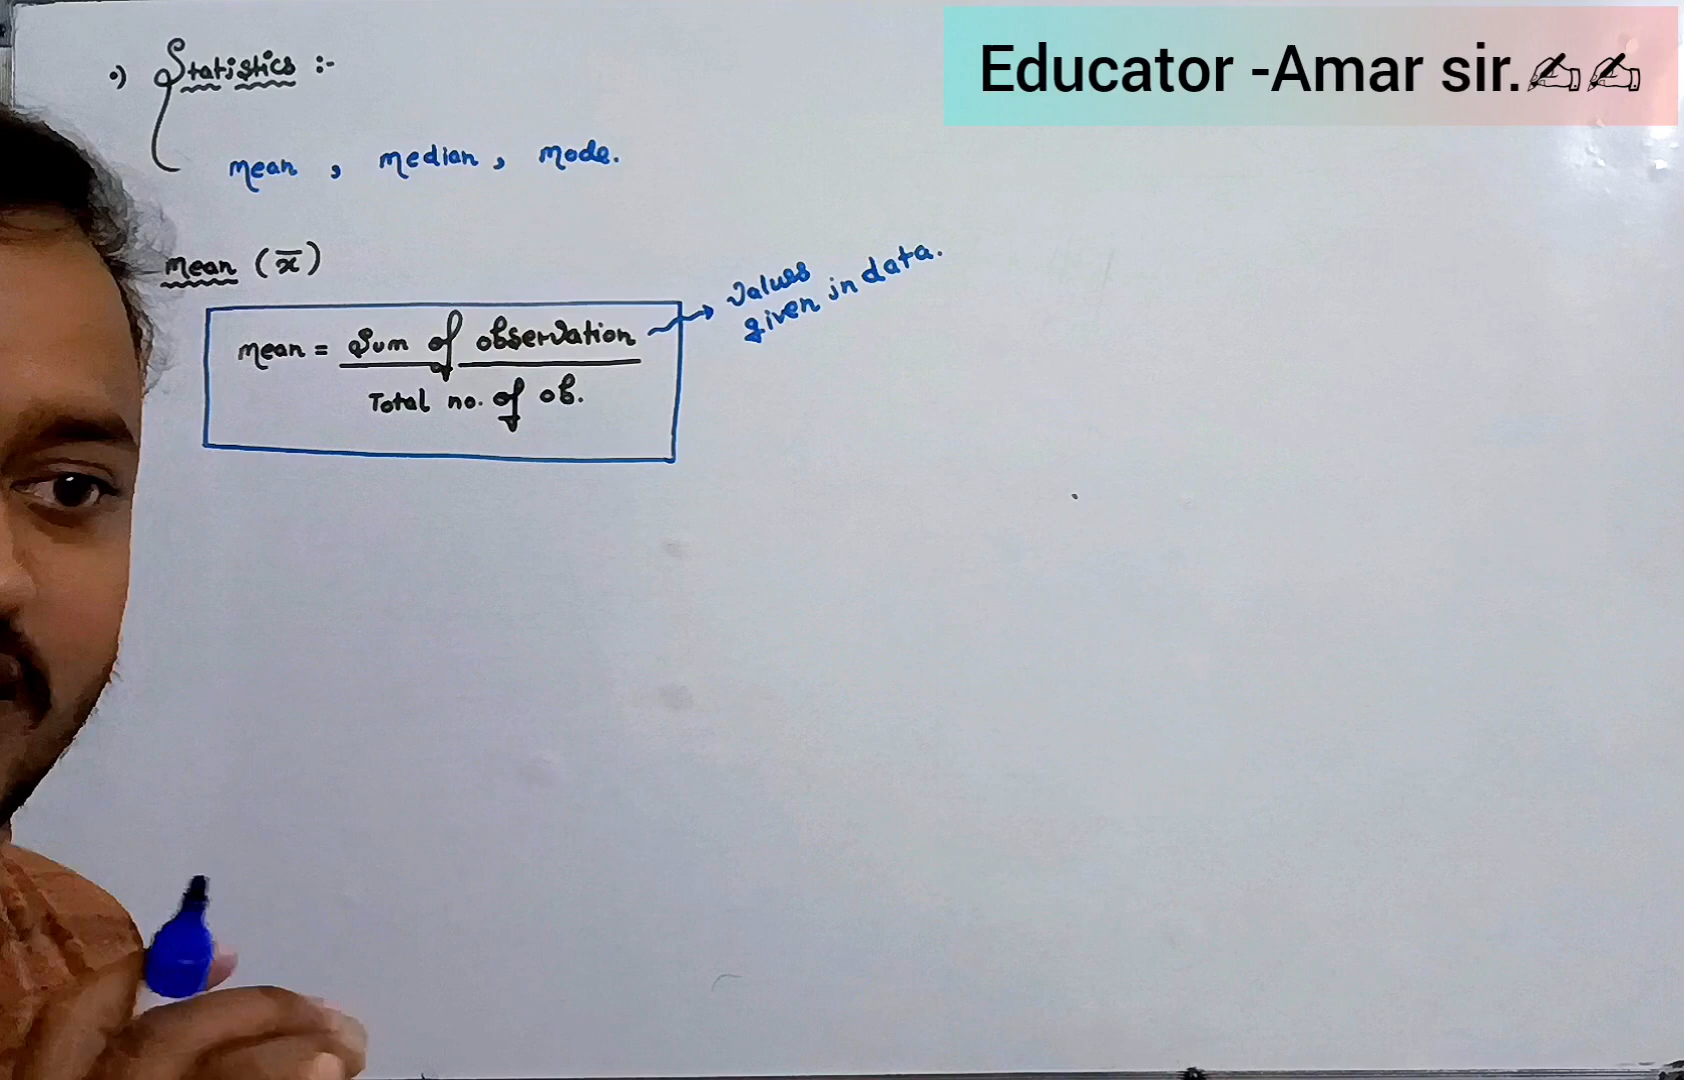 Educator -Amar sir.✍✍
•) Statistics :-
mean , median , mode.
mean (x̄)
mean = Sum of observation
Total no. of ob.
values
given in data.